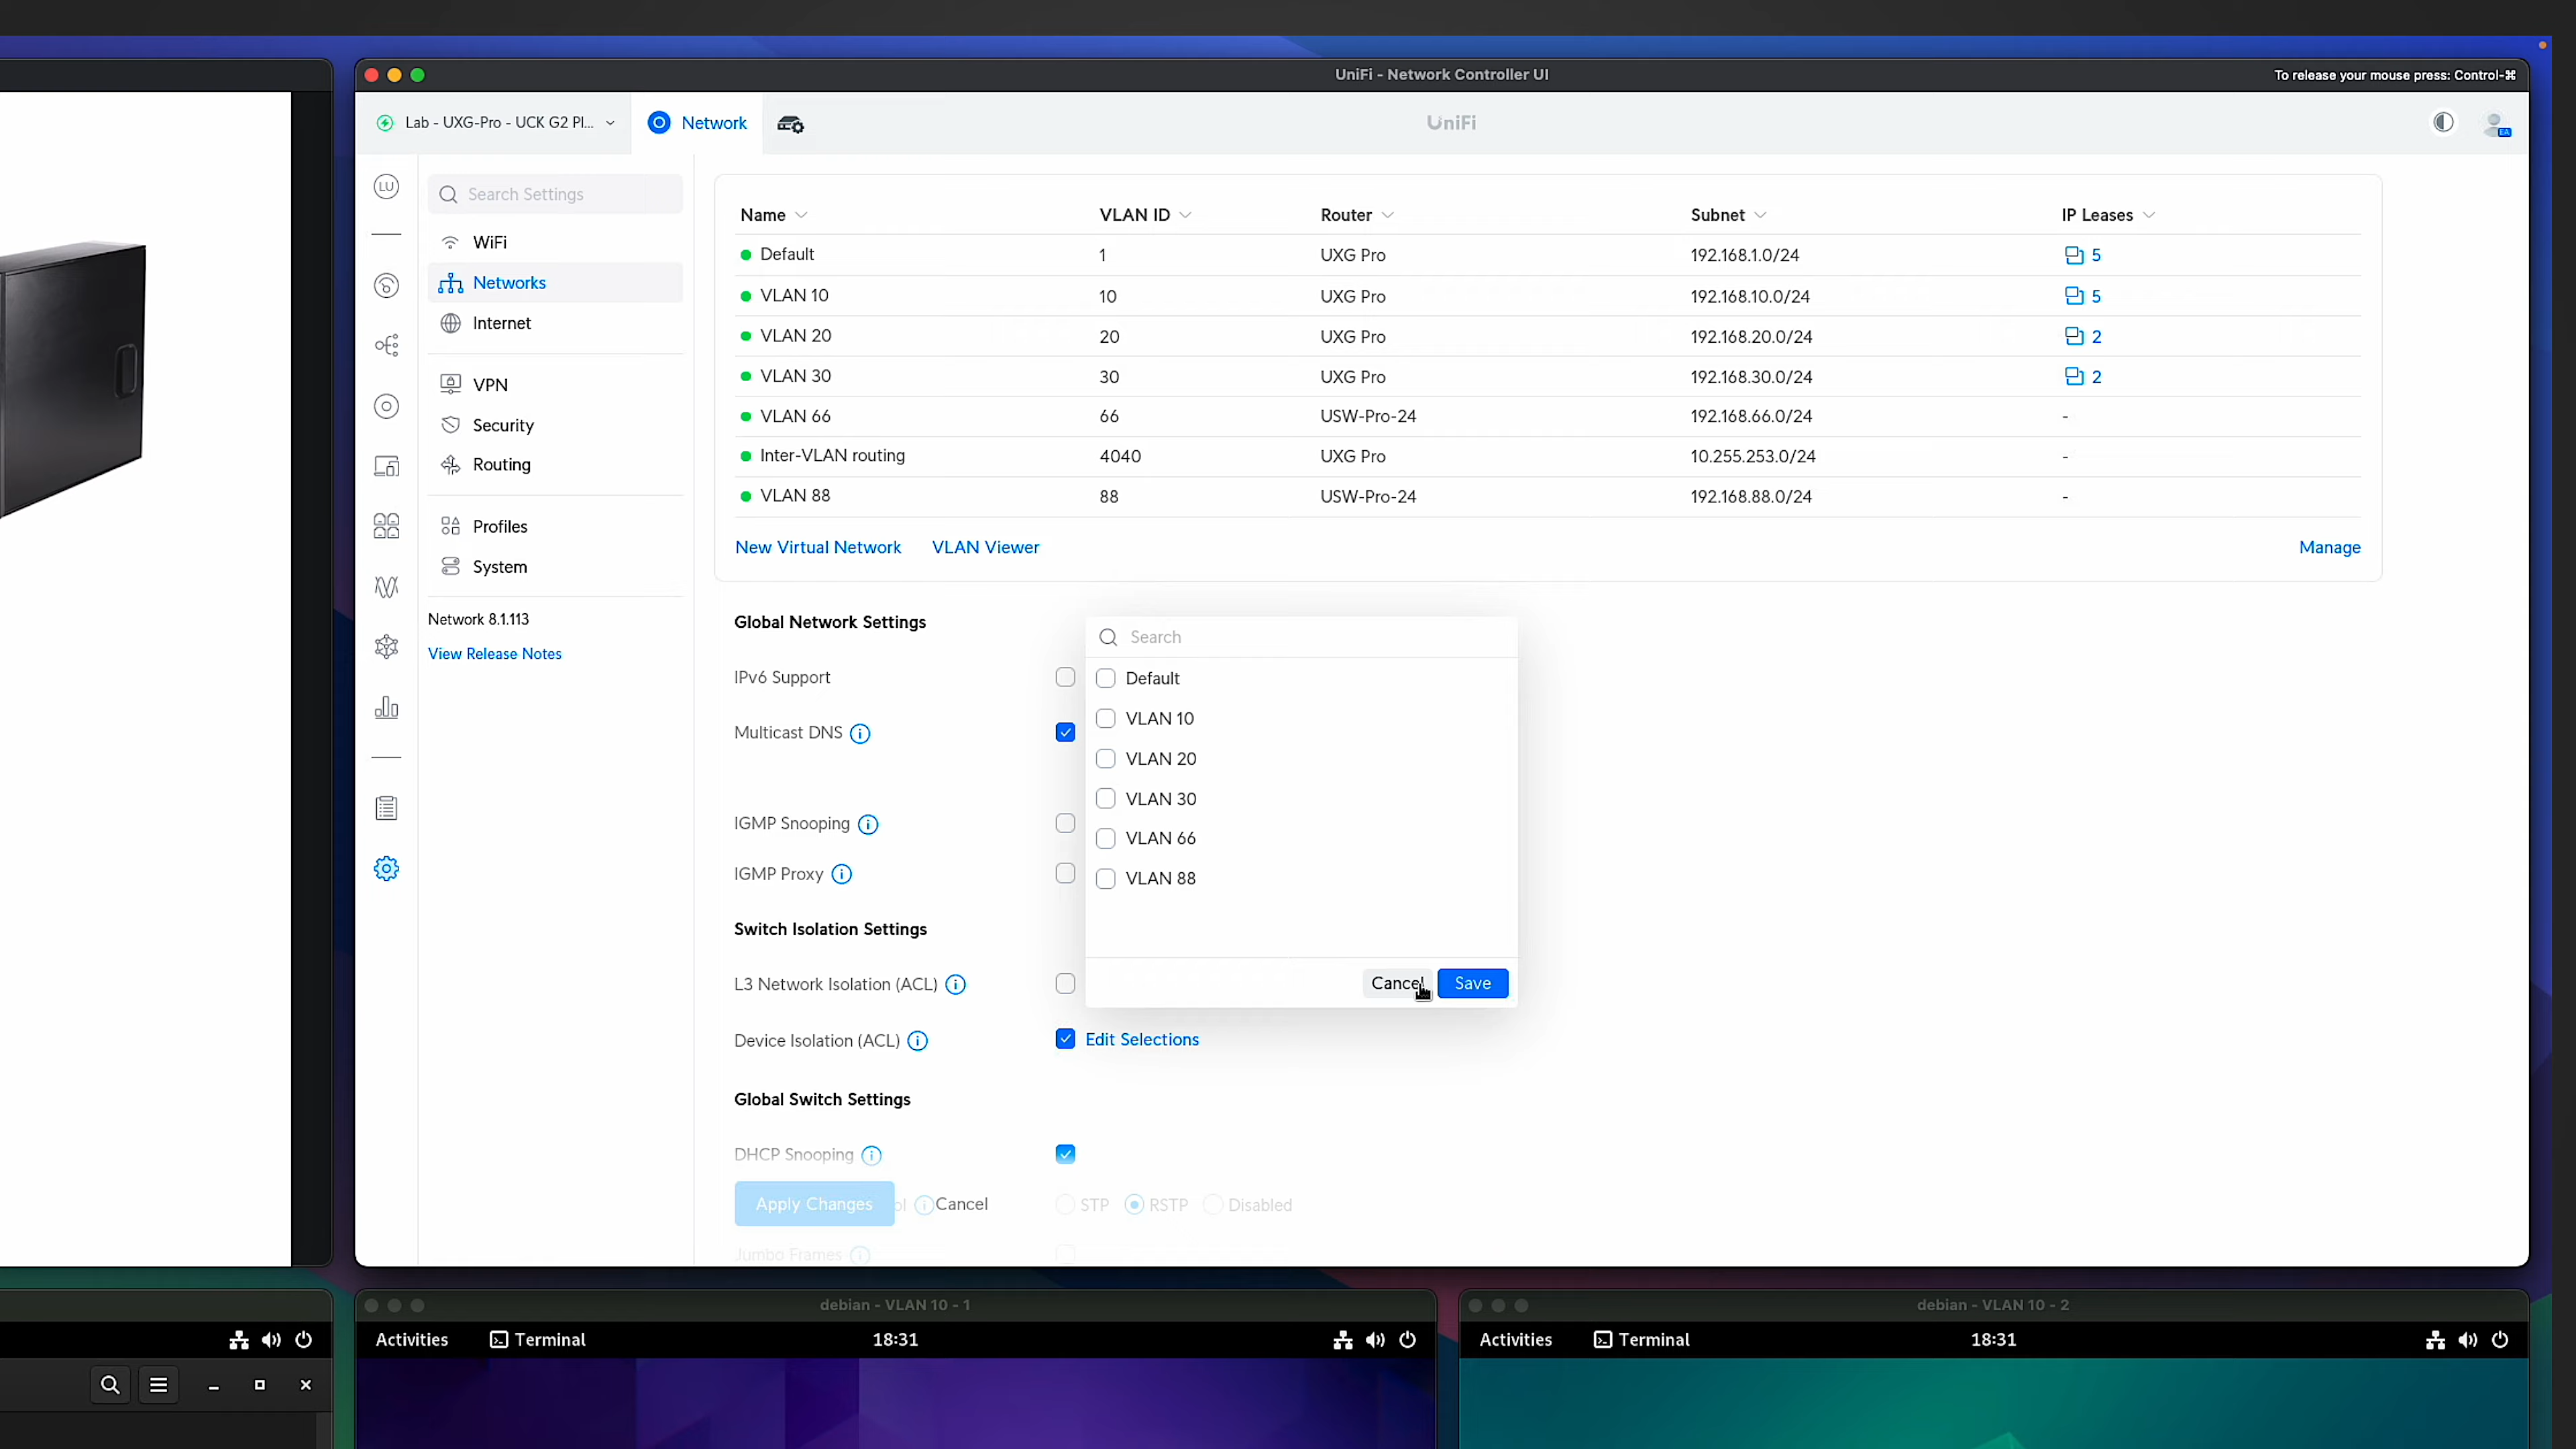 UniFi - Network Controller UI
To release your mouse press: Control-⌘
Lab - UXG-Pro - UCK G2 Pl...
Network
UniFi
EA
LU
Search Settings
WiFi
Networks
Internet
VPN
Security
Routing
Profiles
System
Network 8.1.113
View Release Notes
Name VLAN ID Router Subnet IP Leases
Default 1 UXG Pro 192.168.1.0/24 5
VLAN 10 10 UXG Pro 192.168.10.0/24 5
VLAN 20 20 UXG Pro 192.168.20.0/24 2
VLAN 30 30 UXG Pro 192.168.30.0/24 2
VLAN 66 66 USW-Pro-24 192.168.66.0/24 -
Inter-VLAN routing 4040 UXG Pro 10.255.253.0/24 -
VLAN 88 88 USW-Pro-24 192.168.88.0/24 -
New Virtual Network VLAN Viewer Manage
Global Network Settings
IPv6 Support
Multicast DNS
IGMP Snooping
IGMP Proxy
Switch Isolation Settings
L3 Network Isolation (ACL)
Device Isolation (ACL) Edit Selections
Search
Default
VLAN 10
VLAN 20
VLAN 30
VLAN 66
VLAN 88
Cancel Save
Global Switch Settings
DHCP Snooping
Apply Changes ol Cancel STP RSTP Disabled
Jumbo Frames
debian - VLAN 10 - 1
Activities Terminal 18:31
debian - VLAN 10 - 2
Activities Terminal 18:31